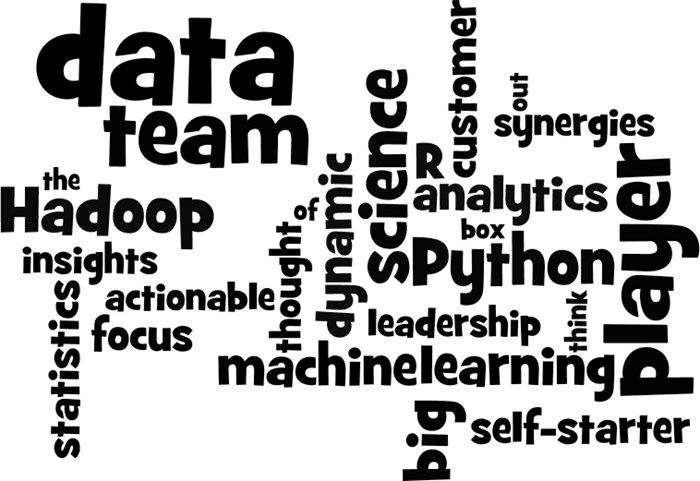 data
team
the
Hadoop
insights
actionable
statistics
focus
thought
of
dynamic
science
customer
R
out
synergies
analytics
box
Python
player
leadership
think
machinelearning
big
self-starter